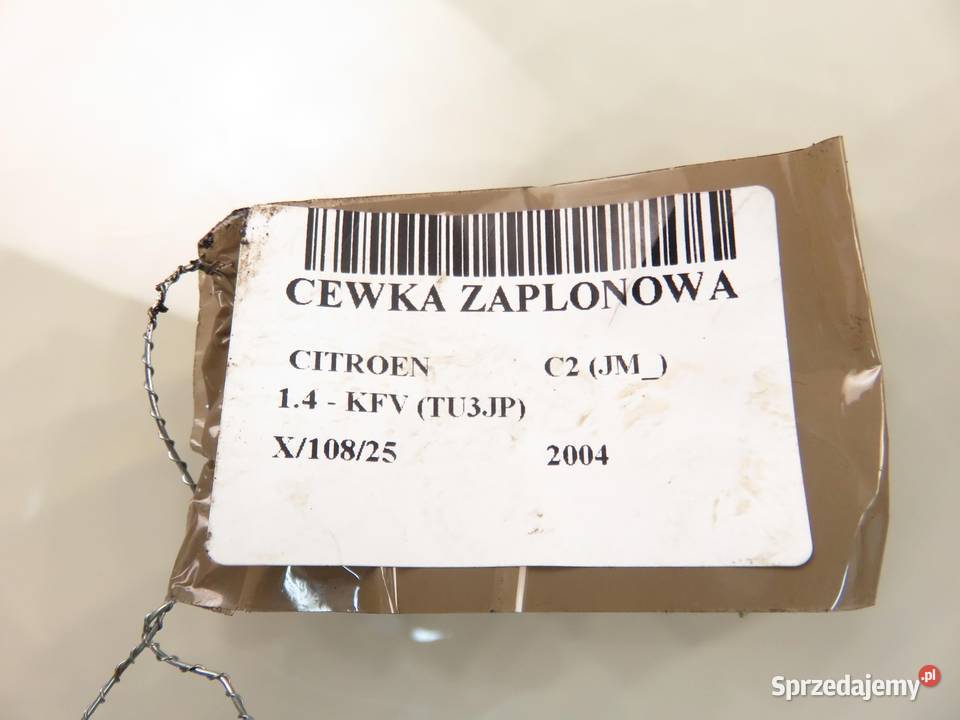 CEWKA ZAPLONOWA
CITROEN C2 (JM_)
1.4 - KFV (TU3JP)
X/108/25 2004
Sprzedajemy.pl